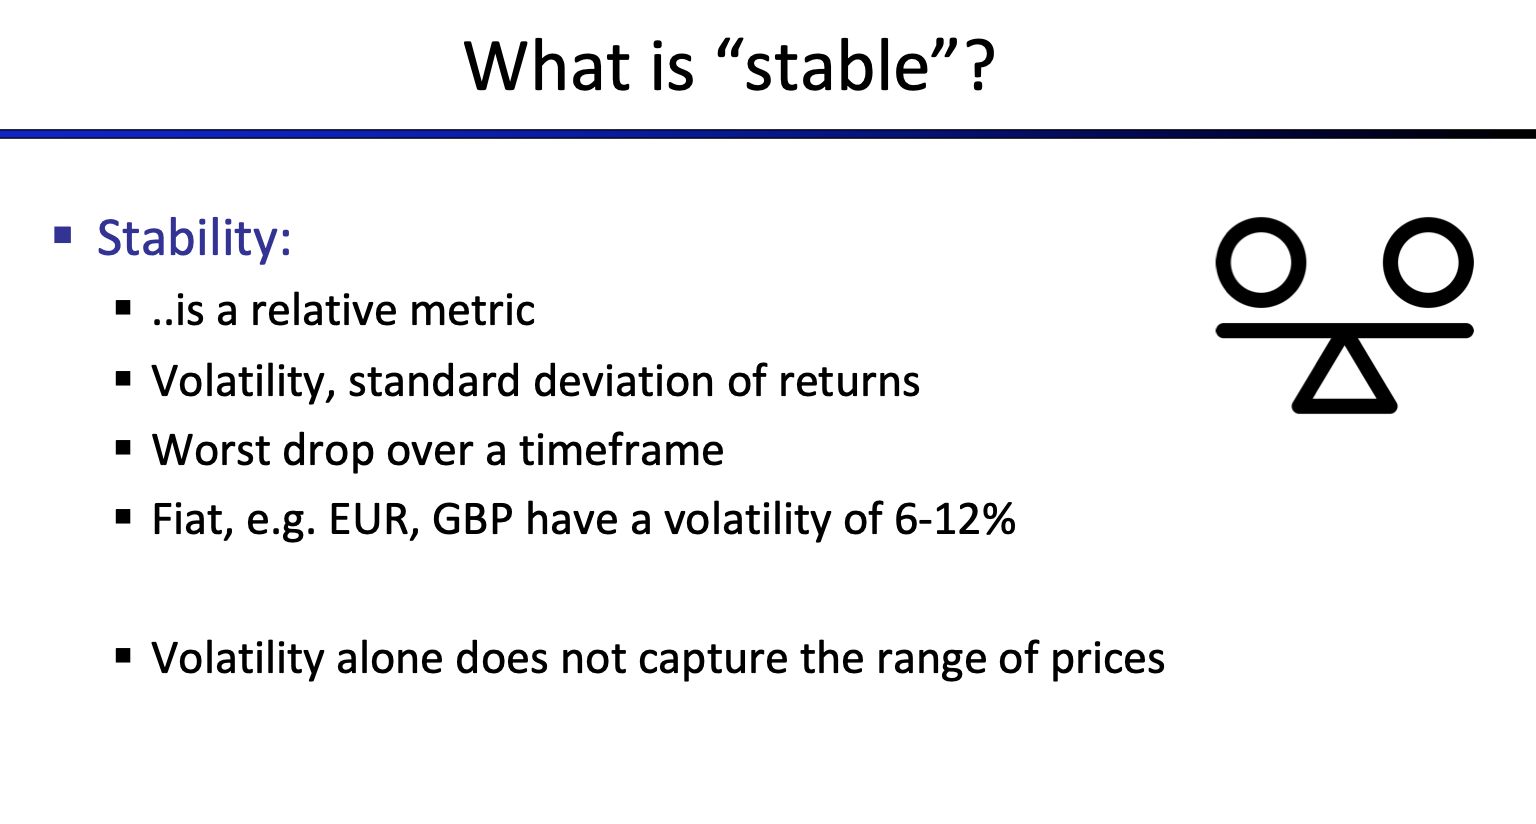 What is “stable”?
▪ Stability:
▪ ..is a relative metric
▪ Volatility, standard deviation of returns
▪ Worst drop over a timeframe
▪ Fiat, e.g. EUR, GBP have a volatility of 6-12%
▪ Volatility alone does not capture the range of prices